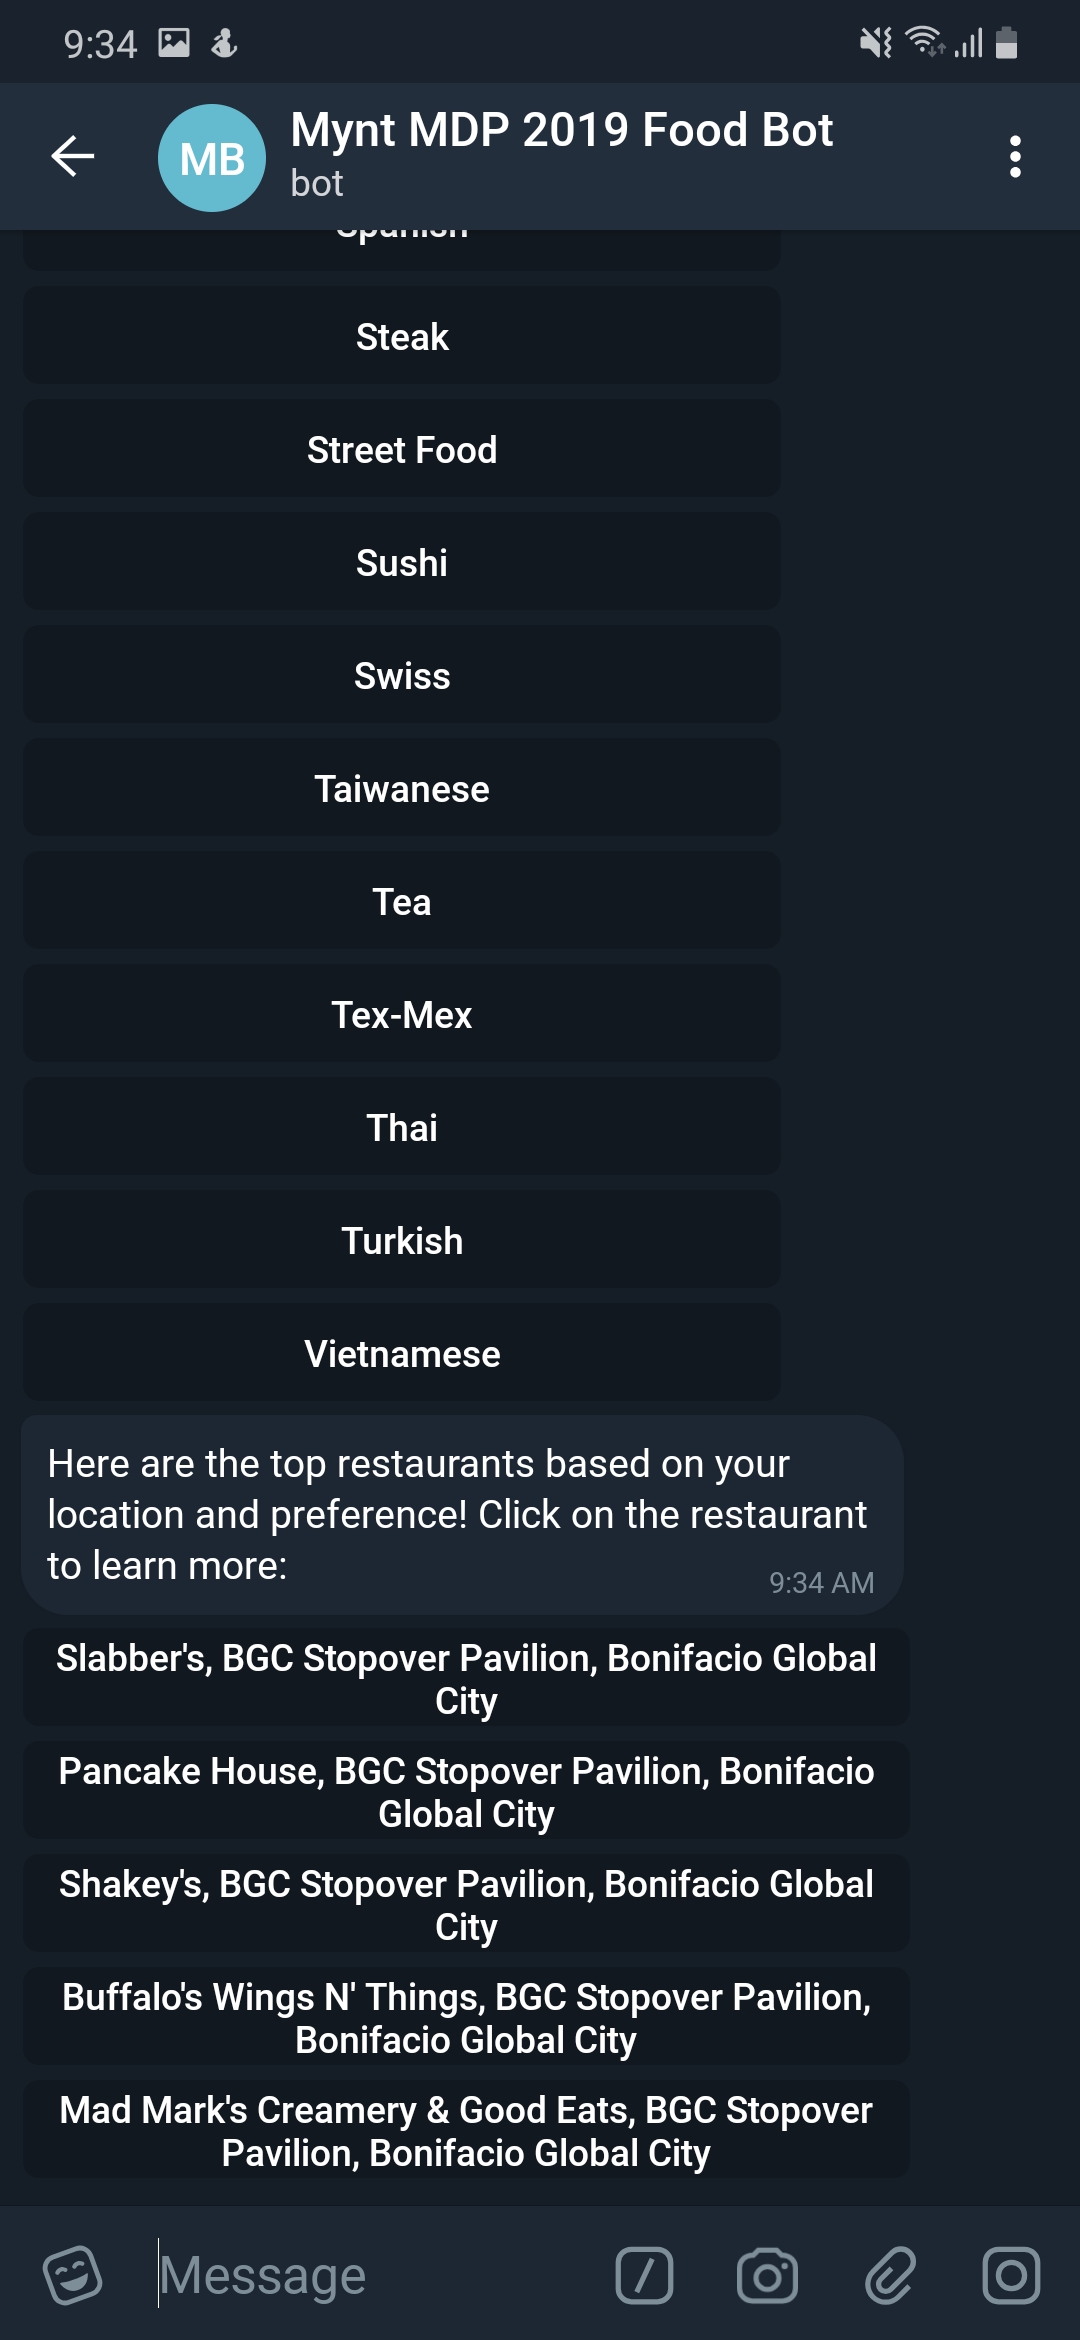 9:34
MB
Mynt MDP 2019 Food Bot
bot
Spanish
Steak
Street Food
Sushi
Swiss
Taiwanese
Tea
Tex-Mex
Thai
Turkish
Vietnamese
Here are the top restaurants based on your
location and preference! Click on the restaurant
to learn more:
9:34 AM
Slabber's, BGC Stopover Pavilion, Bonifacio Global
City
Pancake House, BGC Stopover Pavilion, Bonifacio
Global City
Shakey's, BGC Stopover Pavilion, Bonifacio Global
City
Buffalo's Wings N' Things, BGC Stopover Pavilion,
Bonifacio Global City
Mad Mark's Creamery & Good Eats, BGC Stopover
Pavilion, Bonifacio Global City
Message